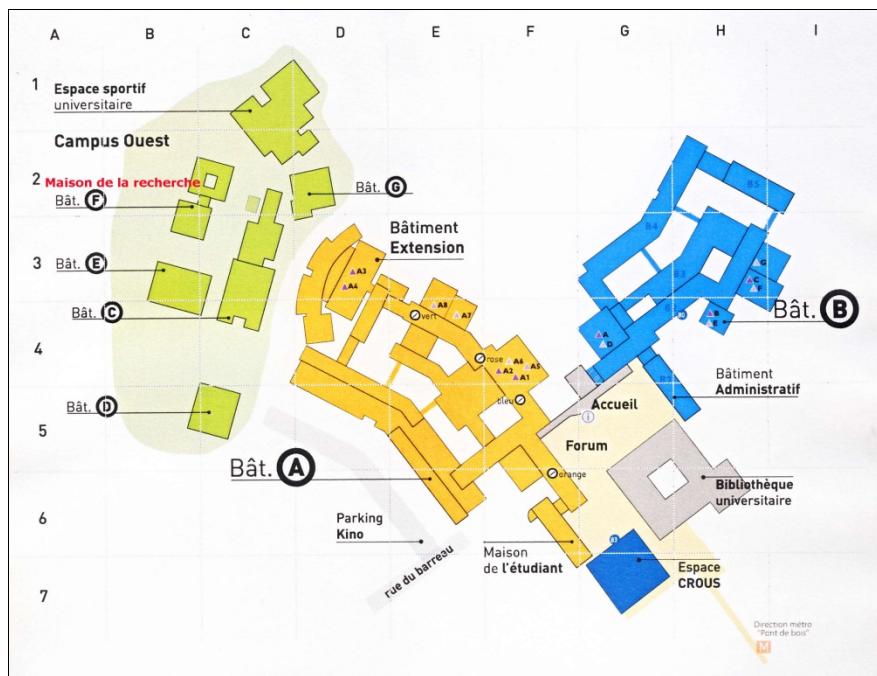 A B C D E F G H I
1
Espace sportif
universitaire
Campus Ouest
2
Maison de la recherche
Bât. F
Bât. G
B5
B4
Bâtiment
Extension
3
Bât. E
A3
A4
B3
G
C
F
A8
A7
Bât. C
vert
B
E
Bât. B
4
A
D
rose
A6
A5
A2
A1
Bâtiment
Administratif
Bât. D
bleu
Accueil
i
5
Forum
Bât. A
orange
Bibliothèque
universitaire
6
Parking
Kino
Maison
de l'étudiant
rue du barreau
Espace
CROUS
7
Direction métro
"Pont de bois"
M